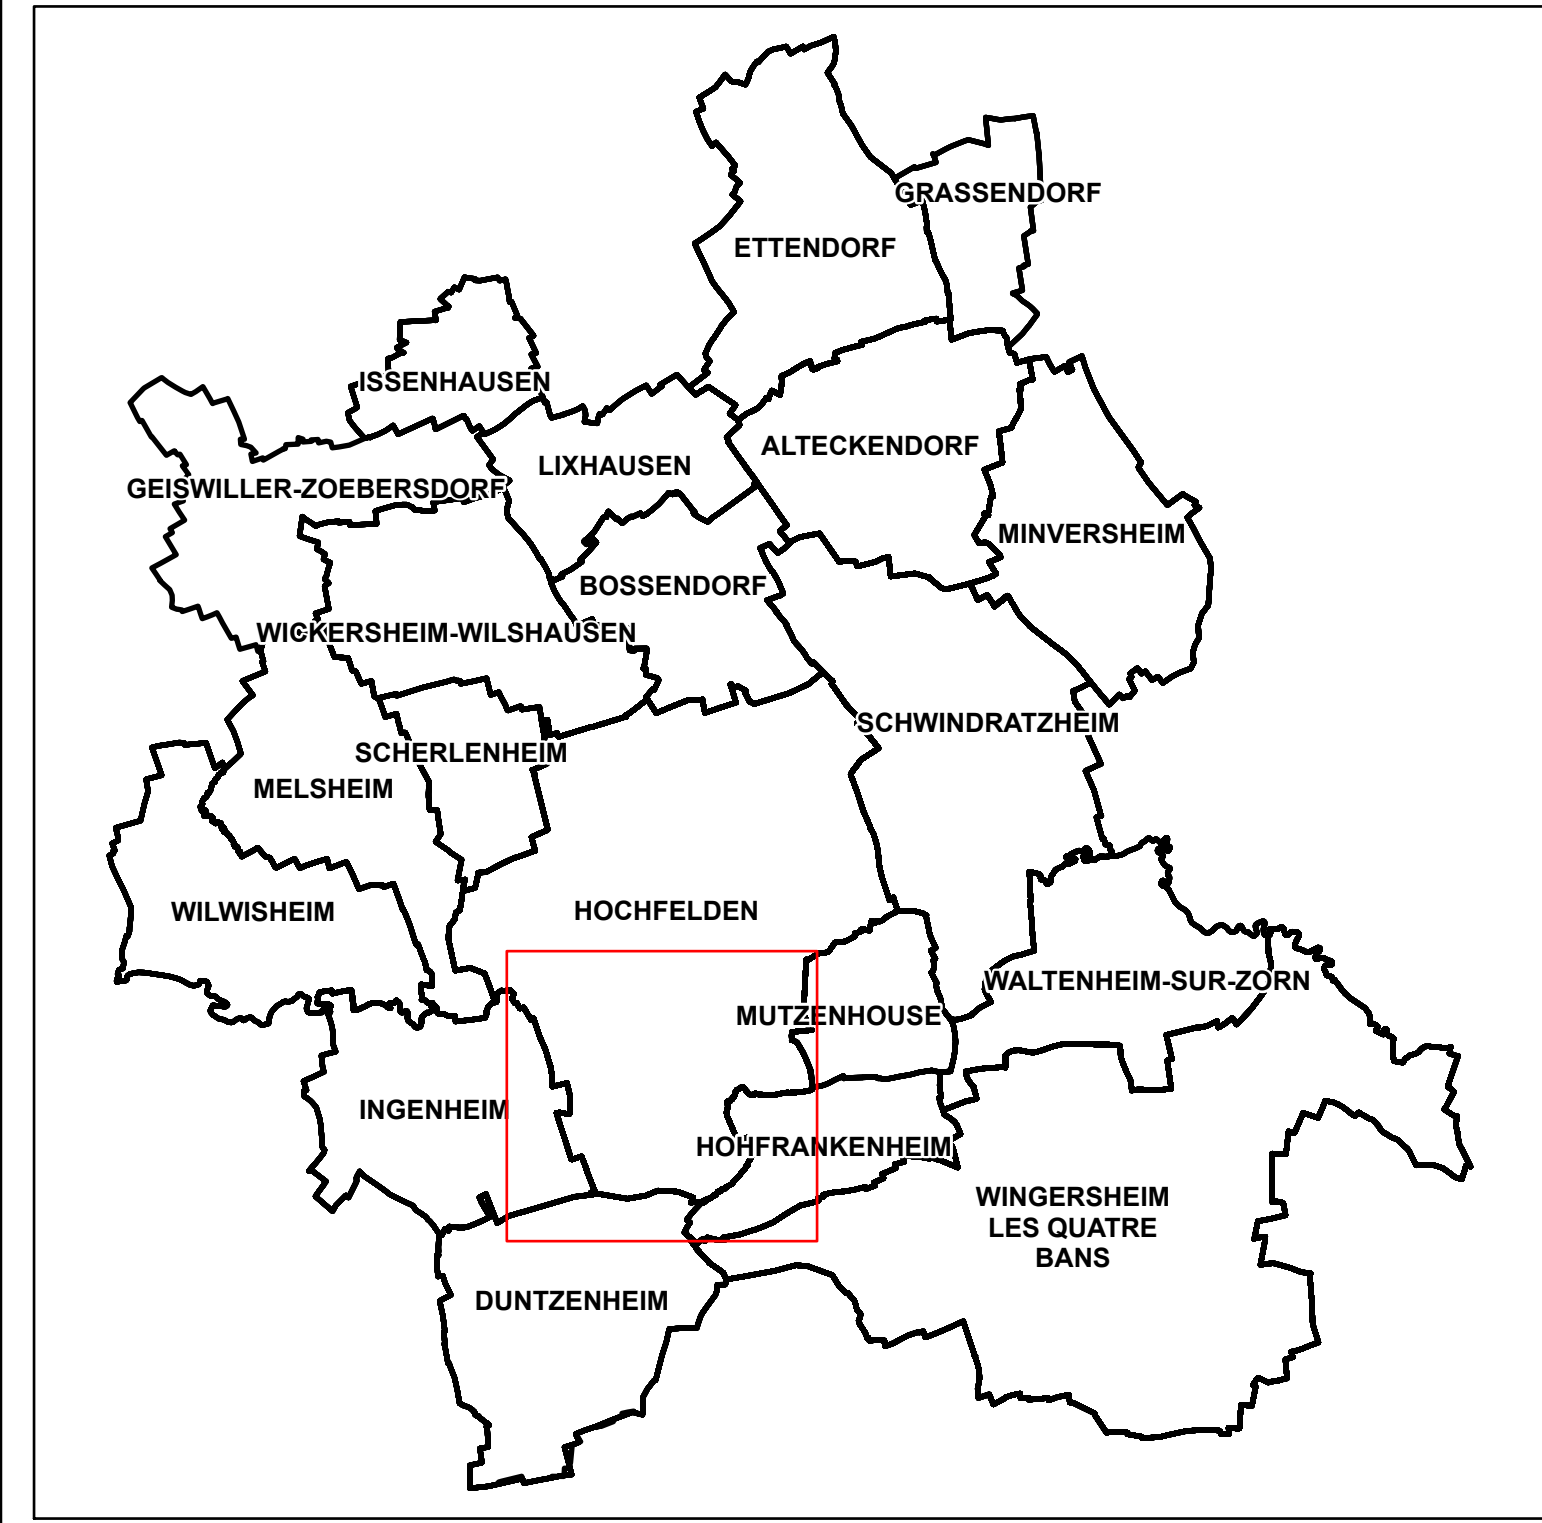 GRASSENDORF
ETTENDORF
ISSENHAUSEN
ALTECKENDORF
LIXHAUSEN
GEISWILLER-ZOEBERSDORF
MINVERSHEIM
BOSSENDORF
WICKERSHEIM-WILSHAUSEN
SCHWINDRATZHEIM
SCHERLENHEIM
MELSHEIM
WILWISHEIM
HOCHFELDEN
WALTENHEIM-SUR-ZORN
MUTZENHOUSE
INGENHEIM
HOHFRANKENHEIM
WINGERSHEIM
LES QUATRE
BANS
DUNTZENHEIM